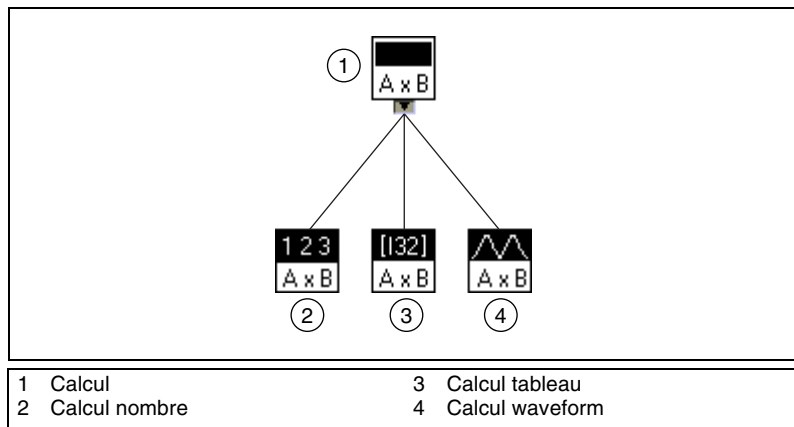 1
A x B
1 2 3
[I32]
A x B
A x B
A x B
2
3
4
1 Calcul
2 Calcul nombre
3 Calcul tableau
4 Calcul waveform